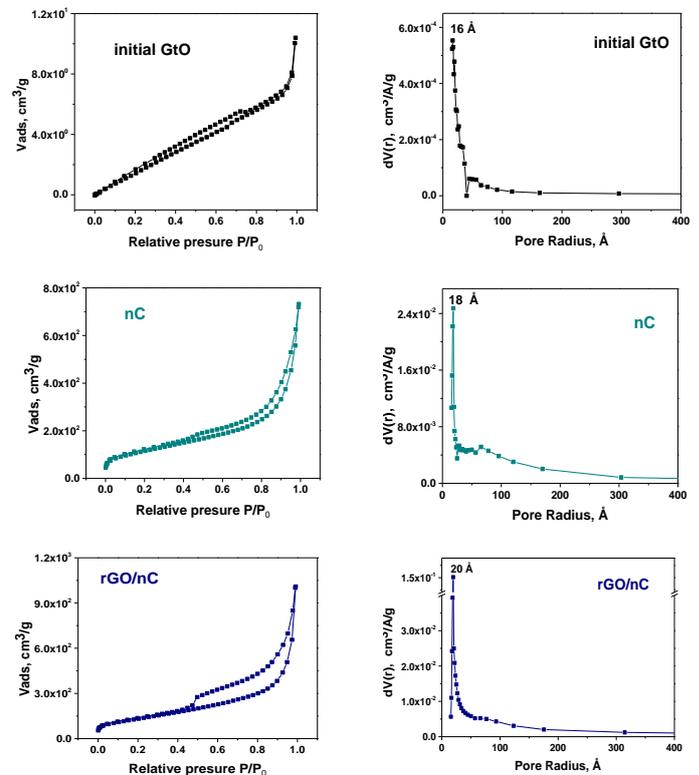 1.2x10¹
8.0x10⁰
4.0x10⁰
0.0
Vads, cm³/g
initial GtO
0.0 0.2 0.4 0.6 0.8 1.0
Relative presure P/P₀
6.0x10⁻⁴
4.0x10⁻⁴
2.0x10⁻⁴
0.0
dV(r), cm³/A/g
16 Å
initial GtO
0 100 200 300 400
Pore Radius, Å
8.0x10²
6.0x10²
4.0x10²
2.0x10²
0.0
Vads, cm³/g
nC
0.0 0.2 0.4 0.6 0.8 1.0
Relative presure P/P₀
2.4x10⁻²
1.6x10⁻²
8.0x10⁻³
0.0
dV(r), cm³/A/g
18 Å
nC
0 100 200 300 400
Pore Radius, Å
1.2x10³
9.0x10²
6.0x10²
3.0x10²
0.0
Vads, cm³/g
rGO/nC
0.0 0.2 0.4 0.6 0.8 1.0
Relative presure P/P₀
1.5x10⁻¹
3.0x10⁻²
2.0x10⁻²
1.0x10⁻²
0.0
dV(r), cm³/A/g
20 Å
rGO/nC
0 100 200 300 400
Pore Radius, Å